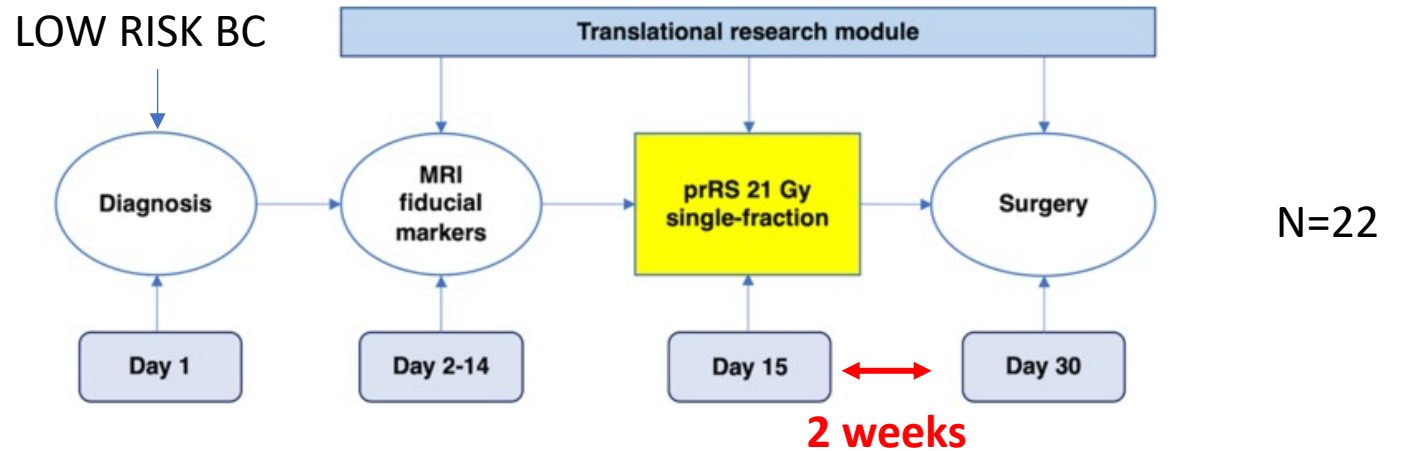 LOW RISK BC
Translational research module
Diagnosis
MRI
fiducial
markers
prRS 21 Gy
single-fraction
Surgery
N=22
Day 1
Day 2-14
Day 15
Day 30
2 weeks